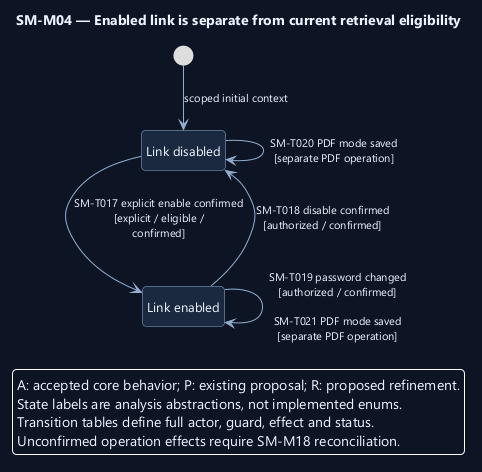 SM-M04 — Enabled link is separate from current retrieval eligibility
scoped initial context
Link disabled
SM-T020 PDF mode saved
[separate PDF operation]
SM-T017 explicit enable confirmed
[explicit / eligible /
confirmed]
SM-T018 disable confirmed
[authorized / confirmed]
Link enabled
SM-T019 password changed
[authorized / confirmed]
SM-T021 PDF mode saved
[separate PDF operation]
A: accepted core behavior; P: existing proposal; R: proposed refinement.
State labels are analysis abstractions, not implemented enums.
Transition tables define full actor, guard, effect and status.
Unconfirmed operation effects require SM-M18 reconciliation.